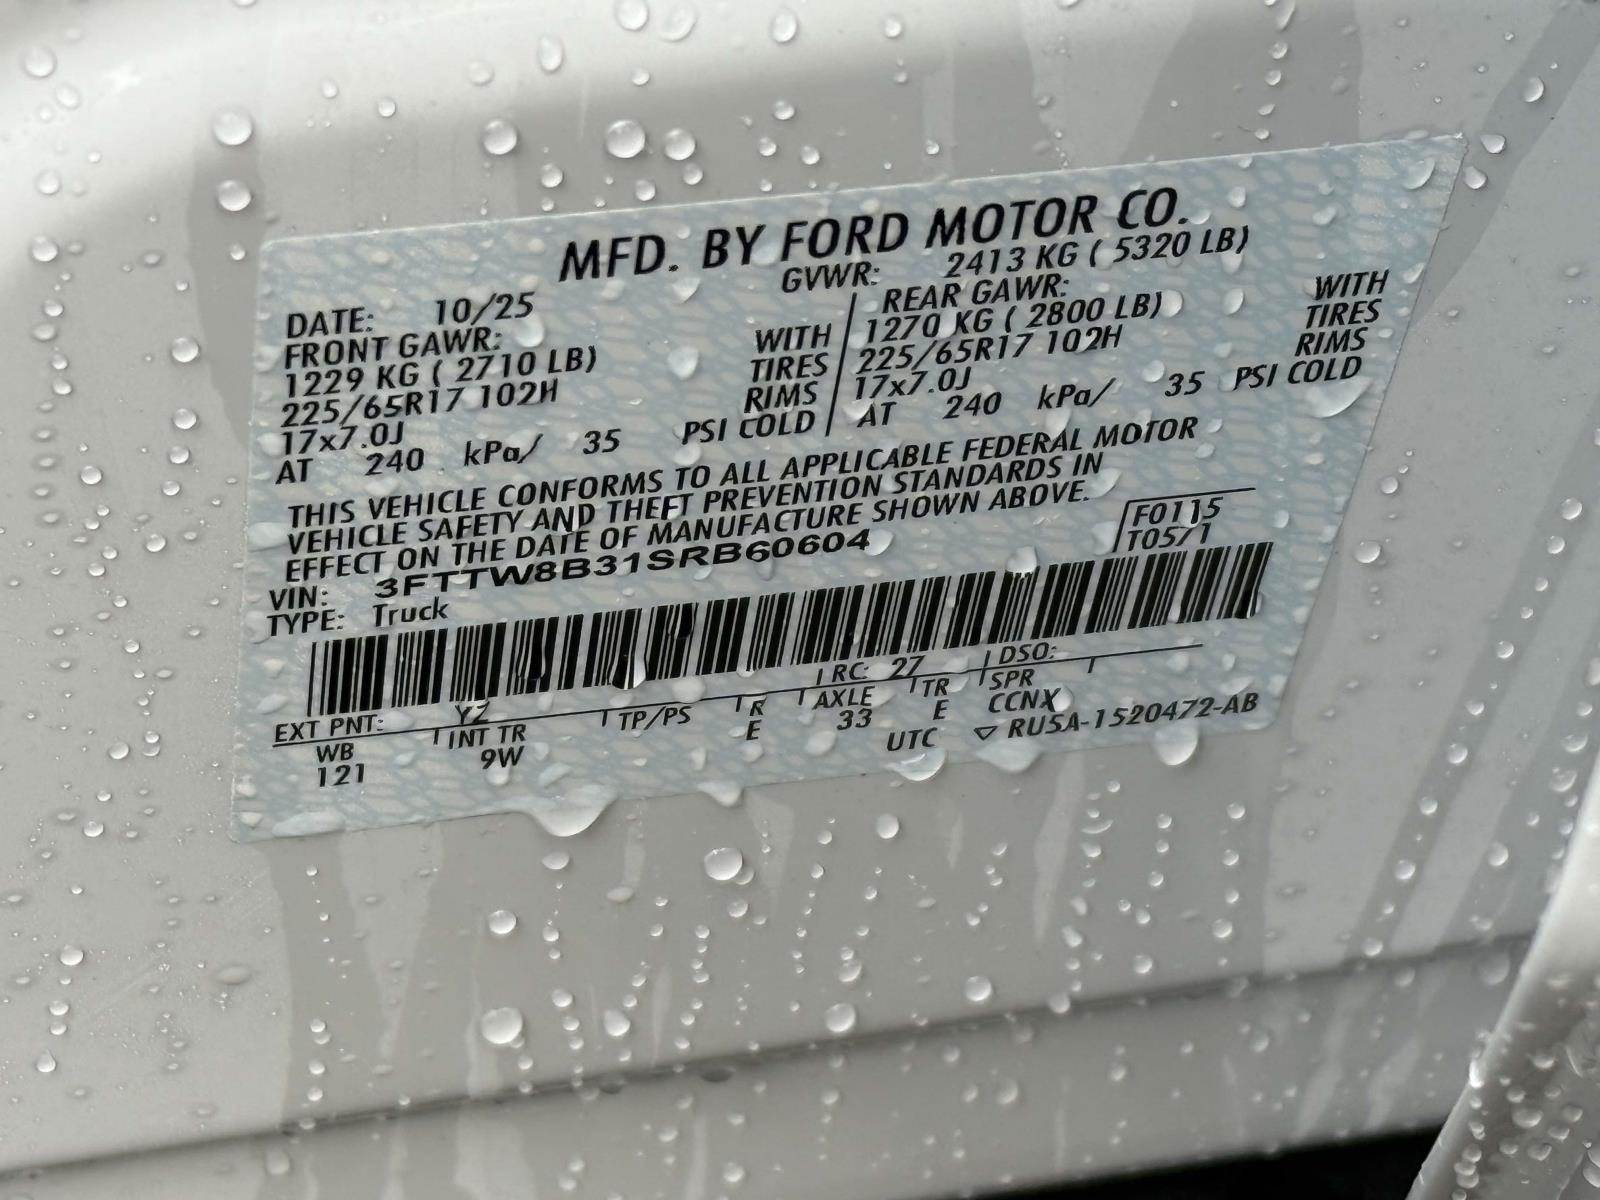 MFD. BY FORD MOTOR CO.
DATE: 10/25 GVWR: 2413 KG ( 5320 LB)
FRONT GAWR: WITH REAR GAWR: WITH
1229 KG ( 2710 LB) TIRES 1270 KG ( 2800 LB) TIRES
225/65R17 102H RIMS 225/65R17 102H RIMS
17x7.0J 17x7.0J
AT 240 kPa/ 35 PSI COLD AT 240 kPa/ 35 PSI COLD
THIS VEHICLE CONFORMS TO ALL APPLICABLE FEDERAL MOTOR
VEHICLE SAFETY AND THEFT PREVENTION STANDARDS IN
EFFECT ON THE DATE OF MANUFACTURE SHOWN ABOVE.
VIN: 3FTTW8B31SRB60604 F0115
TYPE: Truck T0571
EXT PNT: YZ RC: 27 DSO:
WB INT TR TP/PS R AXLE TR SPR
121 9W E 33 E CCNX
UTC ▽ RU5A-1520472-AB